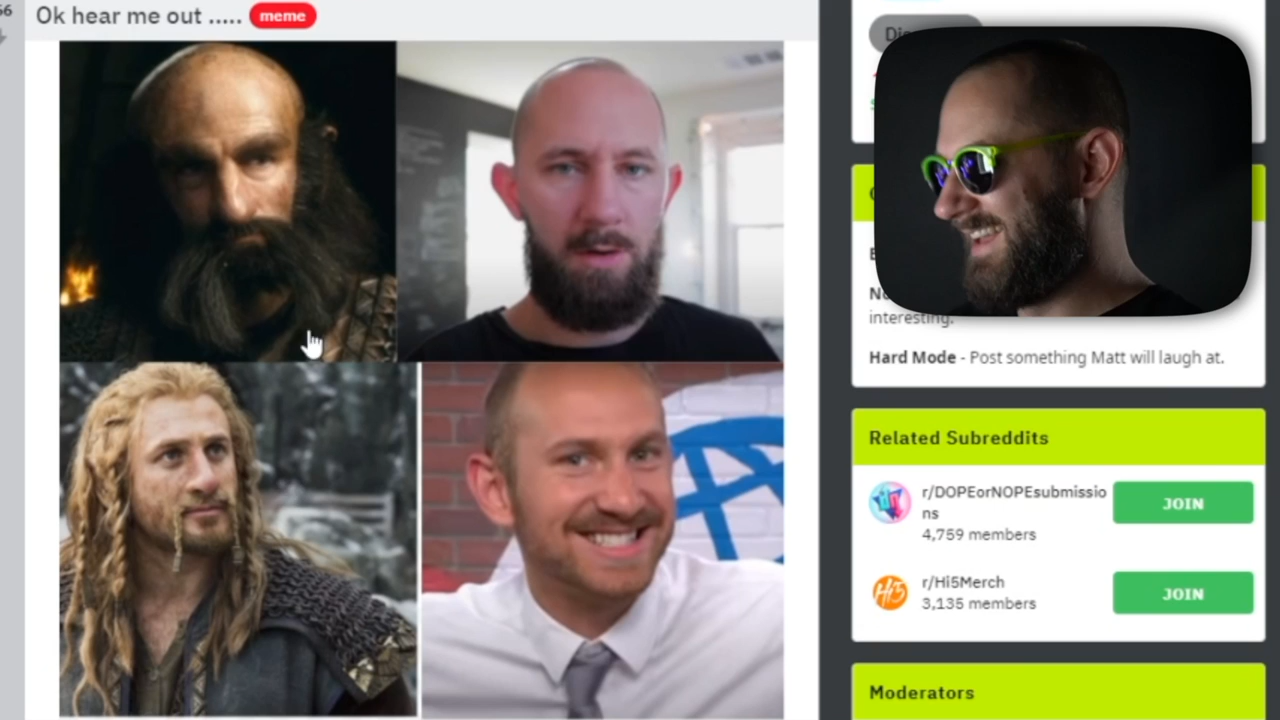 Ok hear me out .....
meme
interesting.
Hard Mode - Post something Matt will laugh at.
Related Subreddits
r/DOPEorNOPEsubmissio
ns
4,759 members
JOIN
Hi5
r/Hi5Merch
3,135 members
JOIN
Moderators